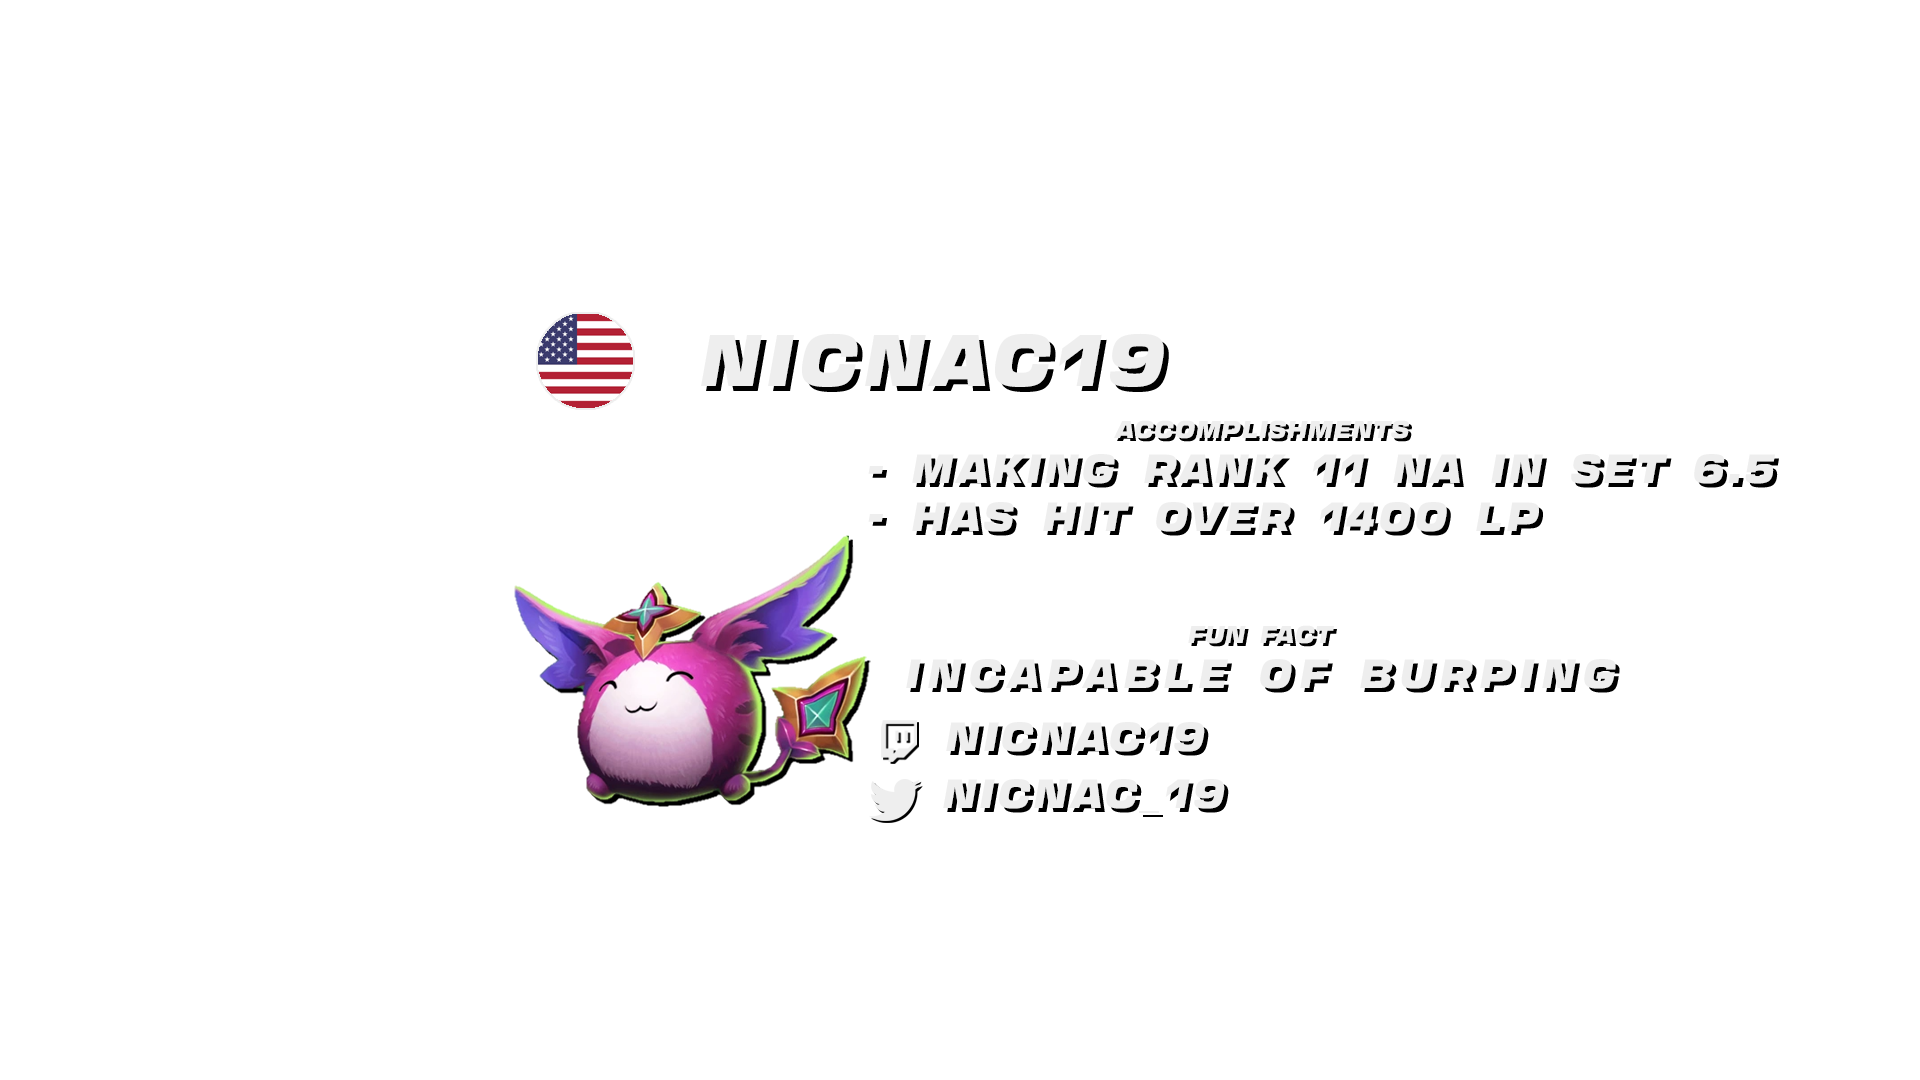 NICNAC19
ACCOMPLISHMENTS
- MAKING RANK 11 NA IN SET 6.5
- HAS HIT OVER 1400 LP
FUN FACT
INCAPABLE OF BURPING
NICNAC19
NICNAC_19